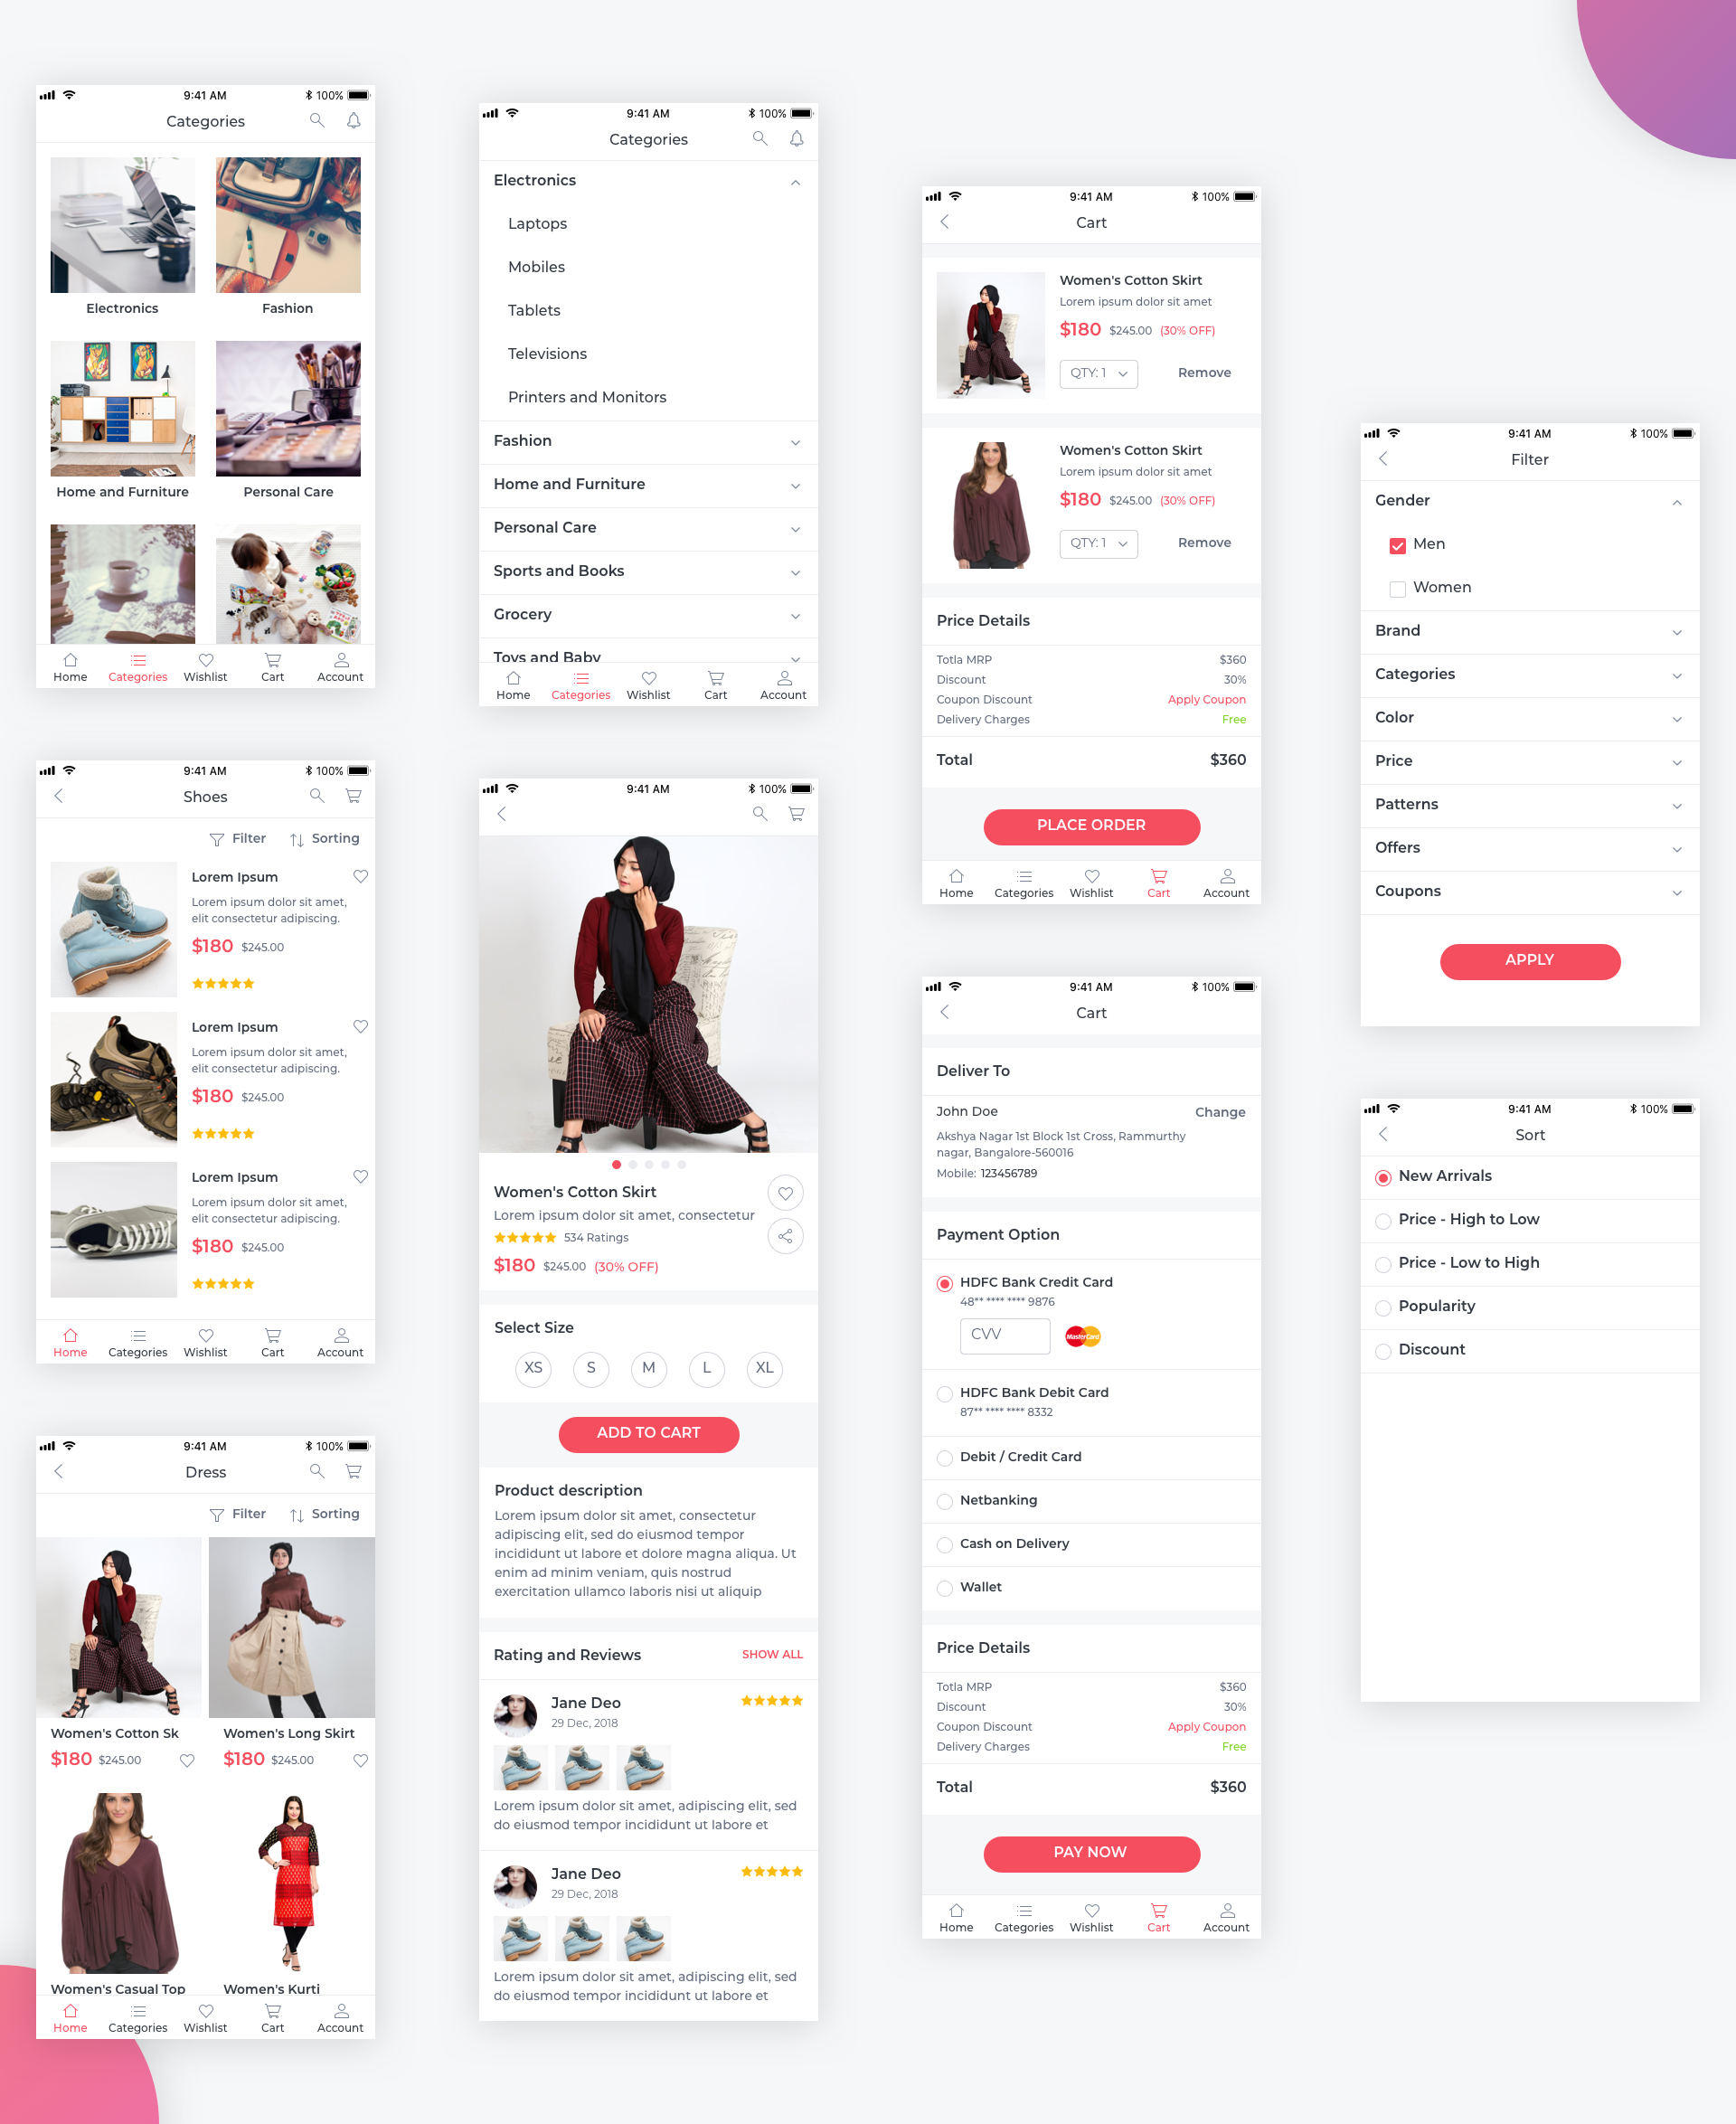 9:41 AM
100%
Categories
Electronics
Fashion
Home and Furniture
Personal Care
Home
Categories
Wishlist
Cart
Account
9:41 AM
100%
Shoes
Filter
Sorting
Lorem Ipsum
Lorem ipsum dolor sit amet,
elit consectetur adipiscing.
$180 $245.00
Lorem Ipsum
Lorem ipsum dolor sit amet,
elit consectetur adipiscing.
$180 $245.00
Lorem Ipsum
Lorem ipsum dolor sit amet,
elit consectetur adipiscing.
$180 $245.00
Home
Categories
Wishlist
Cart
Account
9:41 AM
100%
Dress
Filter
Sorting
Women's Cotton Sk
$180 $245.00
Women's Long Skirt
$180 $245.00
Women's Casual Top
Women's Kurti
Home
Categories
Wishlist
Cart
Account
9:41 AM
100%
Categories
Electronics
Laptops
Mobiles
Tablets
Televisions
Printers and Monitors
Fashion
Home and Furniture
Personal Care
Sports and Books
Grocery
Toys and Baby
Home
Categories
Wishlist
Cart
Account
9:41 AM
100%
Women's Cotton Skirt
Lorem ipsum dolor sit amet, consectetur
534 Ratings
$180 $245.00 (30% OFF)
Select Size
XS
S
M
L
XL
ADD TO CART
Product description
Lorem ipsum dolor sit amet, consectetur
adipiscing elit, sed do eiusmod tempor
incididunt ut labore et dolore magna aliqua. Ut
enim ad minim veniam, quis nostrud
exercitation ullamco laboris nisi ut aliquip
Rating and Reviews
SHOW ALL
Jane Deo
29 Dec, 2018
Lorem ipsum dolor sit amet, adipiscing elit, sed
do eiusmod tempor incididunt ut labore et
Jane Deo
29 Dec, 2018
Lorem ipsum dolor sit amet, adipiscing elit, sed
do eiusmod tempor incididunt ut labore et
9:41 AM
100%
Cart
Women's Cotton Skirt
Lorem ipsum dolor sit amet
$180 $245.00 (30% OFF)
QTY: 1
Remove
Women's Cotton Skirt
Lorem ipsum dolor sit amet
$180 $245.00 (30% OFF)
QTY: 1
Remove
Price Details
Totla MRP $360
Discount 30%
Coupon Discount Apply Coupon
Delivery Charges Free
Total $360
PLACE ORDER
Home
Categories
Wishlist
Cart
Account
9:41 AM
100%
Cart
Deliver To
John Doe
Change
Akshya Nagar 1st Block 1st Cross, Rammurthy
nagar, Bangalore-560016
Mobile: 123456789
Payment Option
HDFC Bank Credit Card
48** **** **** 9876
CVV
MasterCard
HDFC Bank Debit Card
87** **** **** 8332
Debit / Credit Card
Netbanking
Cash on Delivery
Wallet
Price Details
Totla MRP $360
Discount 30%
Coupon Discount Apply Coupon
Delivery Charges Free
Total $360
PAY NOW
Home
Categories
Wishlist
Cart
Account
9:41 AM
100%
Filter
Gender
Men
Women
Brand
Categories
Color
Price
Patterns
Offers
Coupons
APPLY
9:41 AM
100%
Sort
New Arrivals
Price - High to Low
Price - Low to High
Popularity
Discount